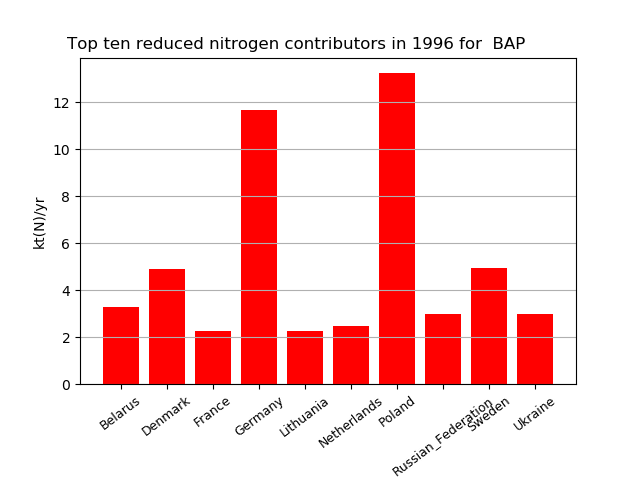 Top ten reduced nitrogen contributors in 1996 for  BAP
kt(N)/yr
12
10
8
6
4
2
0
Belarus
Denmark
France
Germany
Lithuania
Netherlands
Poland
Russian_Federation
Sweden
Ukraine